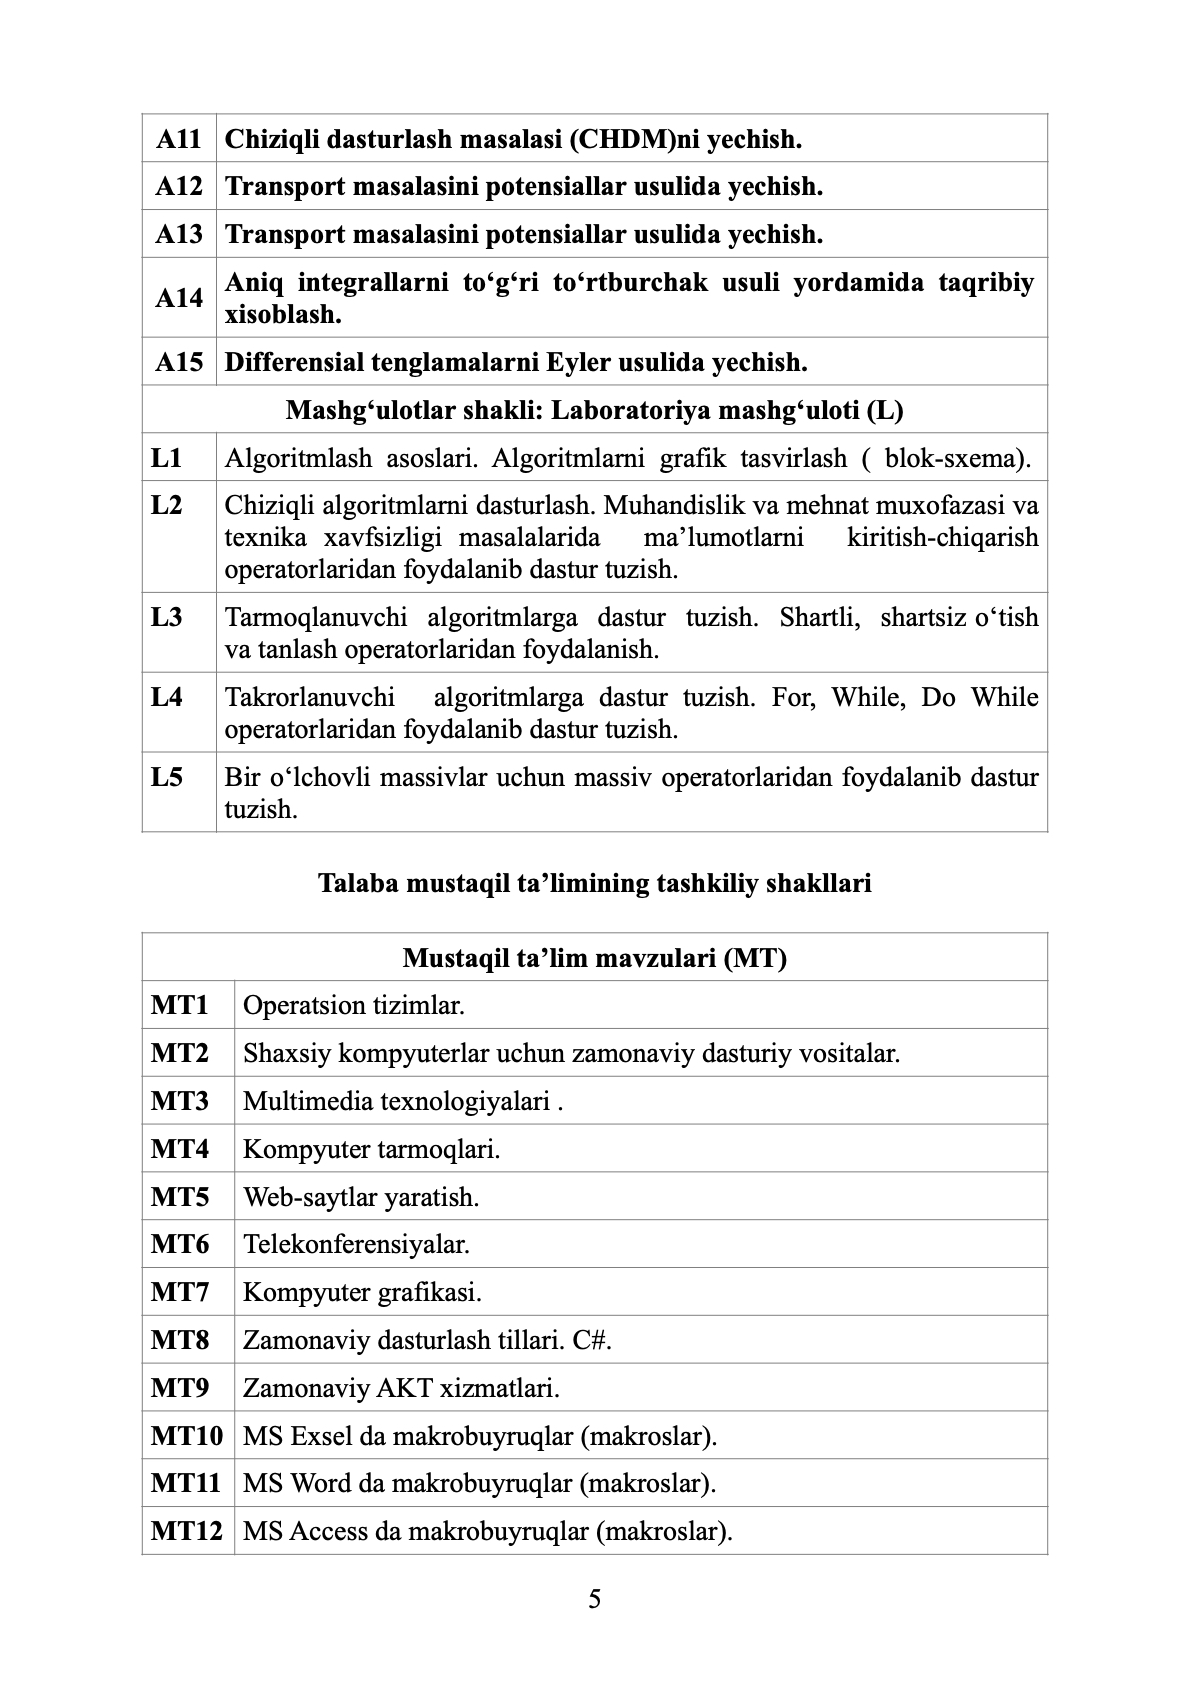 A11 Chiziqli dasturlash masalasi (CHDM)ni yechish.
A12 Transport masalasini potensiallar usulida yechish.
A13 Transport masalasini potensiallar usulida yechish.
A14 Aniq integrallarni to‘g‘ri to‘rtburchak usuli yordamida taqribiy
xisoblash.
A15 Differensial tenglamalarni Eyler usulida yechish.
Mashg‘ulotlar shakli: Laboratoriya mashg‘uloti (L)
L1 Algoritmlash asoslari. Algoritmlarni grafik tasvirlash ( blok-sxema).
L2 Chiziqli algoritmlarni dasturlash. Muhandislik va mehnat muxofazasi va
texnika xavfsizligi masalalarida ma’lumotlarni kiritish-chiqarish
operatorlaridan foydalanib dastur tuzish.
L3 Tarmoqlanuvchi algoritmlarga dastur tuzish. Shartli, shartsiz o‘tish
va tanlash operatorlaridan foydalanish.
L4 Takrorlanuvchi algoritmlarga dastur tuzish. For, While, Do While
operatorlaridan foydalanib dastur tuzish.
L5 Bir o‘lchovli massivlar uchun massiv operatorlaridan foydalanib dastur
tuzish.
Talaba mustaqil ta’limining tashkiliy shakllari
Mustaqil ta’lim mavzulari (MT)
MT1 Operatsion tizimlar.
MT2 Shaxsiy kompyuterlar uchun zamonaviy dasturiy vositalar.
MT3 Multimedia texnologiyalari .
MT4 Kompyuter tarmoqlari.
MT5 Web-saytlar yaratish.
MT6 Telekonferensiyalar.
MT7 Kompyuter grafikasi.
MT8 Zamonaviy dasturlash tillari. C#.
MT9 Zamonaviy AKT xizmatlari.
MT10 MS Exsel da makrobuyruqlar (makroslar).
MT11 MS Word da makrobuyruqlar (makroslar).
MT12 MS Access da makrobuyruqlar (makroslar).
5